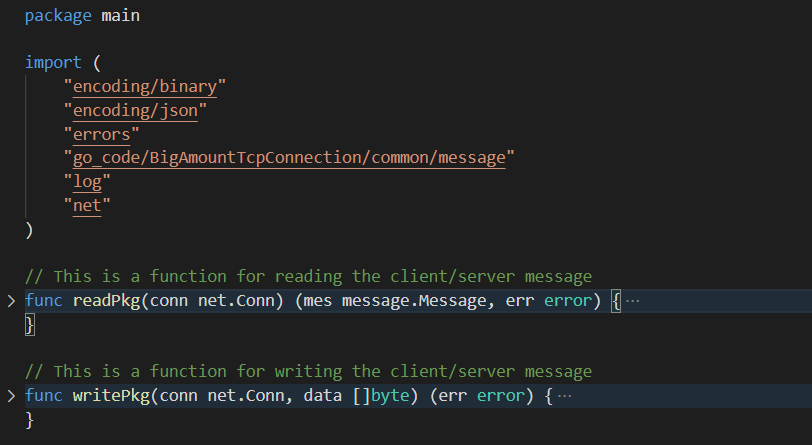 package main
import (
"encoding/binary"
"encoding/json"
"errors"
"go_code/BigAmountTcpConnection/common/message"
"log"
"net"
)
// This is a function for reading the client/server message
func readPkg(conn net.Conn) (mes message.Message, err error) {···
}
// This is a function for writing the client/server message
func writePkg(conn net.Conn, data []byte) (err error) {···
}